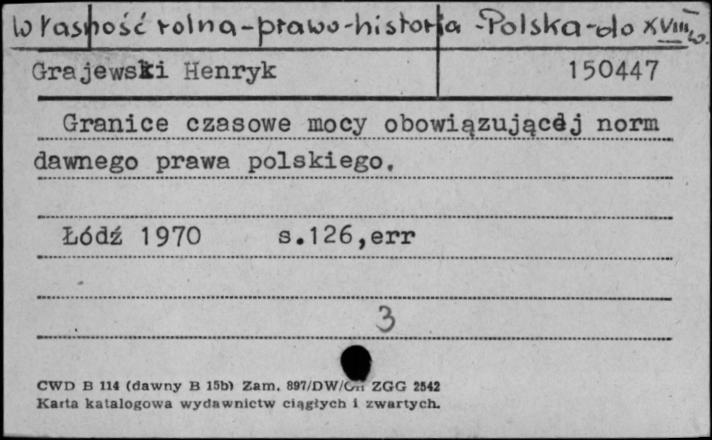 Własność rolna-prawo-historia -Polska-do XVIII w.
Grajewski Henryk 150447
Granice czasowe mocy obowiązującej norm
dawnego prawa polskiego.
Łódź 1970 s.126,err
3
CWD B 114 (dawny B 15b) Zam. 897/DW/ ZGG 2542
Karta katalogowa wydawnictw ciągłych i zwartych.